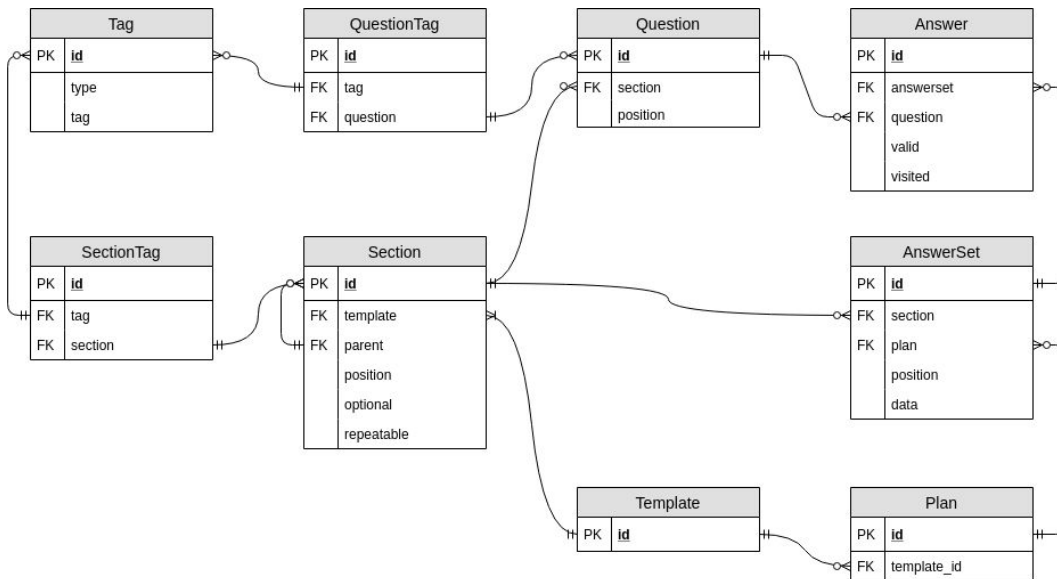 Tag
PK id
type
tag
QuestionTag
PK id
FK tag
FK question
Question
PK id
FK section
position
Answer
PK id
FK answerset
FK question
valid
visited
SectionTag
PK id
FK tag
FK section
Section
PK id
FK template
FK parent
position
optional
repeatable
AnswerSet
PK id
FK section
FK plan
position
data
Template
PK id
Plan
PK id
FK template_id